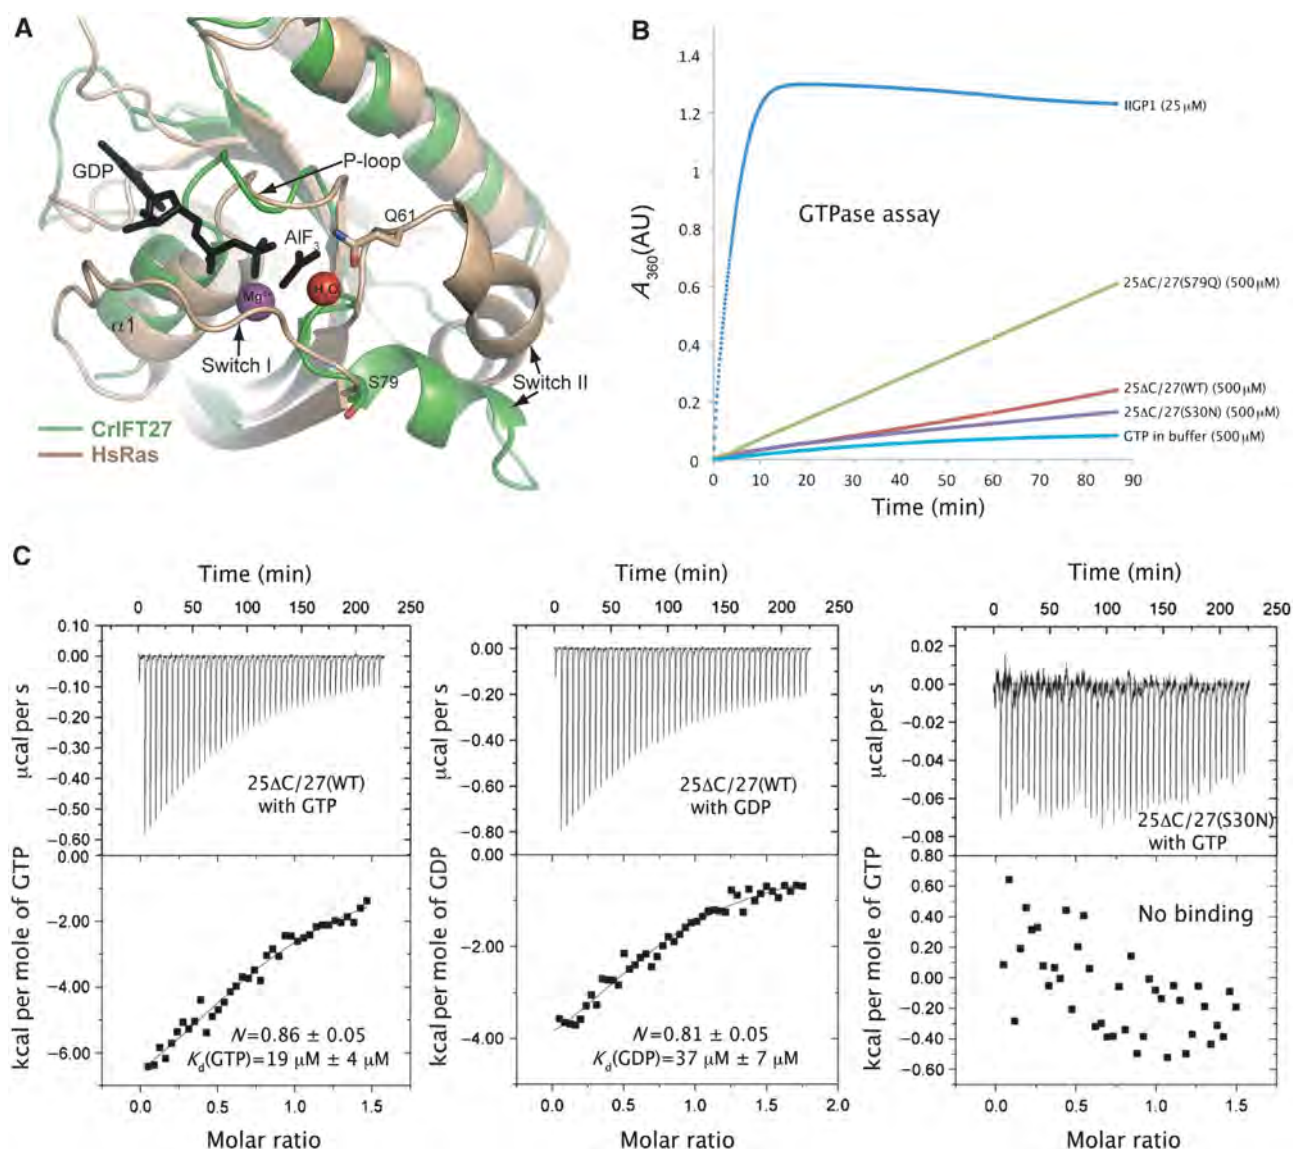 A
GDP
P-loop
Q61
AlF3
Mg2+
H O
α1
Switch I
S79
Switch II
CrIFT27
HsRas
B
1.4
1.2
1
0.8
0.6
0.4
0.2
0
A360(AU)
GTPase assay
IIGP1 (25 μM)
25ΔC/27(S79Q) (500 μM)
25ΔC/27(WT) (500 μM)
25ΔC/27(S30N) (500 μM)
GTP in buffer (500 μM)
0 10 20 30 40 50 60 70 80 90
Time (min)
C
Time (min)
0 50 100 150 200 250
0.10
0.00
−0.10
−0.20
−0.30
−0.40
−0.50
−0.60
μcal per s
25ΔC/27(WT)
with GTP
0.00
−2.00
−4.00
−6.00
kcal per mole of GTP
N=0.86 ± 0.05
Kd(GTP)=19 μM ± 4 μM
0.0 0.5 1.0 1.5
Molar ratio
Time (min)
0 50 100 150 200 250
0.00
−0.20
−0.40
−0.60
−0.80
μcal per s
25ΔC/27(WT)
with GDP
0.00
−2.00
−4.00
kcal per mole of GDP
N=0.81 ± 0.05
Kd(GDP)=37 μM ± 7 μM
0.0 0.5 1.0 1.5 2.0
Molar ratio
Time (min)
0 50 100 150 200 250
0.02
0.00
−0.02
−0.04
−0.06
−0.08
μcal per s
25ΔC/27(S30N)
with GTP
0.80
0.60
0.40
0.20
0.00
−0.20
−0.40
−0.60
kcal per mole of GTP
No binding
0.0 0.5 1.0 1.5
Molar ratio